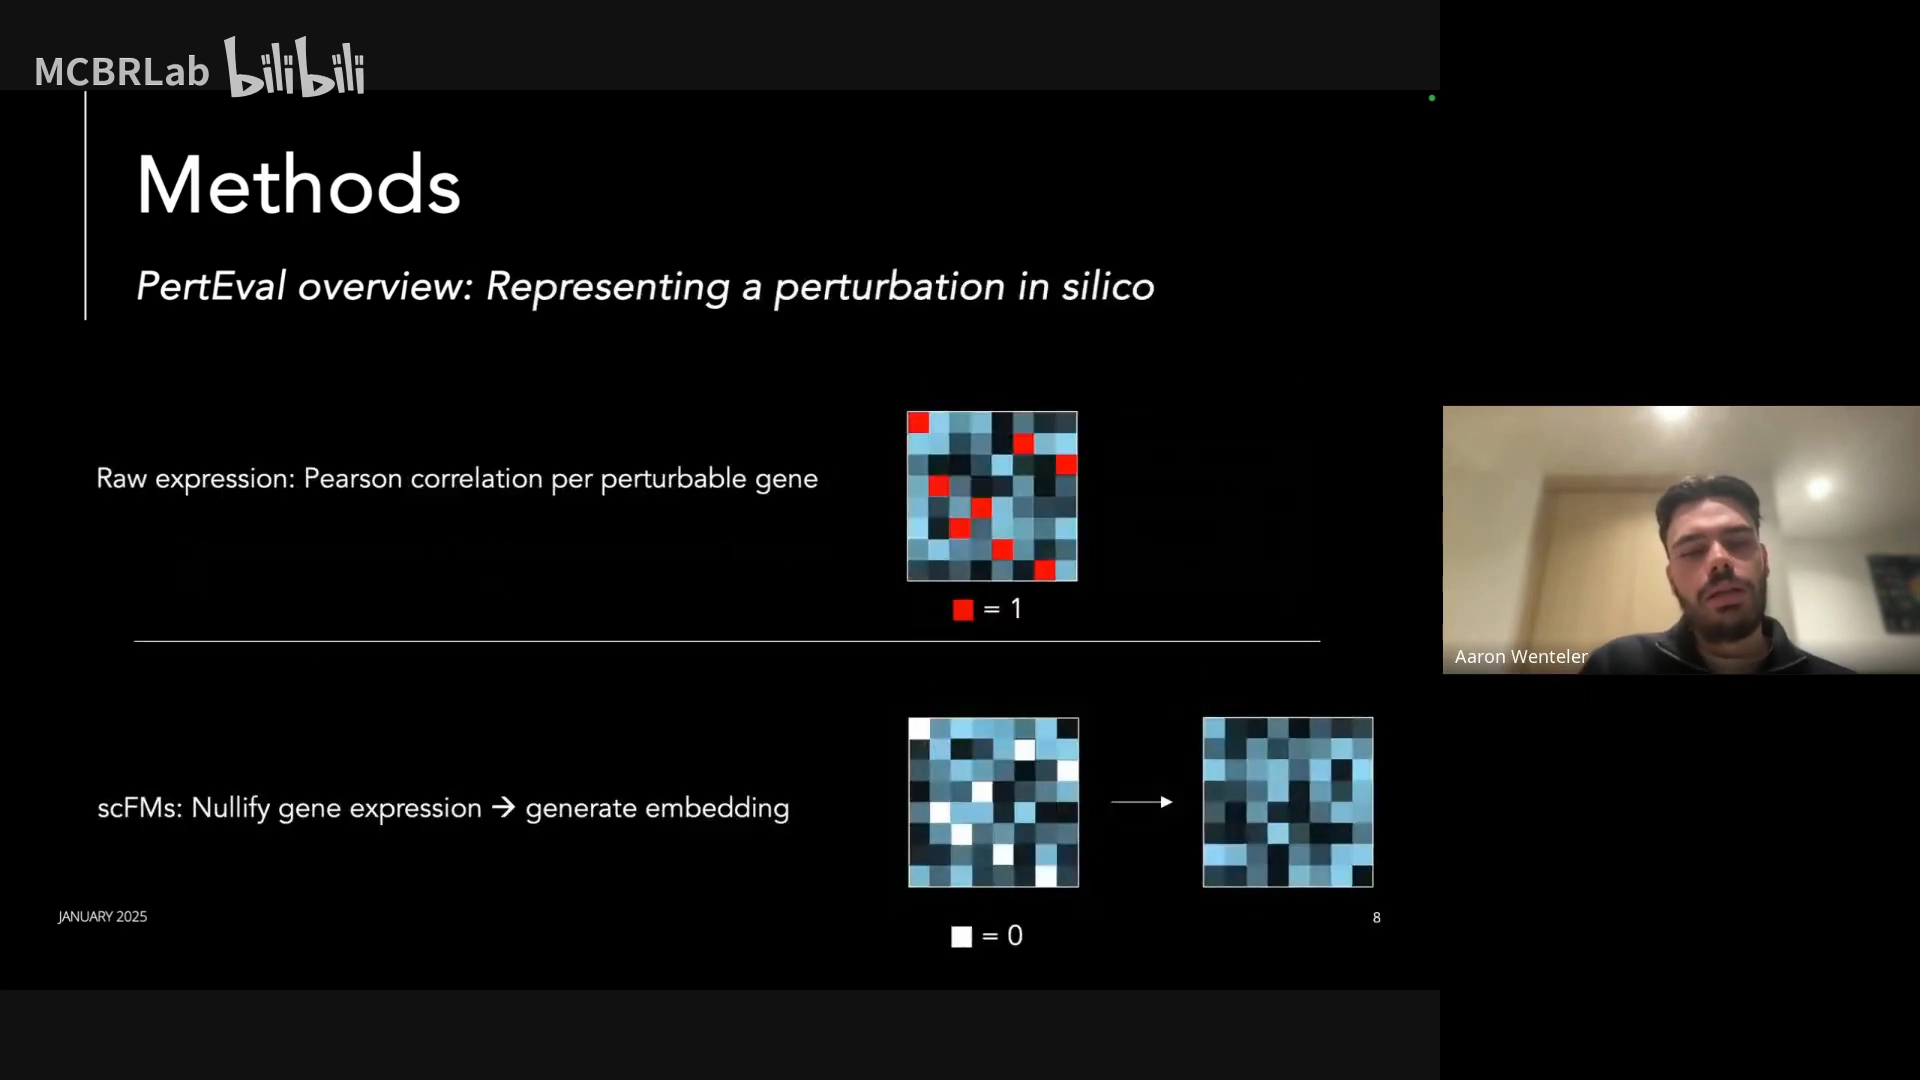 MCBRLab bilibili
Methods
PertEval overview: Representing a perturbation in silico
Raw expression: Pearson correlation per perturbable gene
= 1
Aaron Wenteler
scFMs: Nullify gene expression → generate embedding
JANUARY 2025
8
= 0